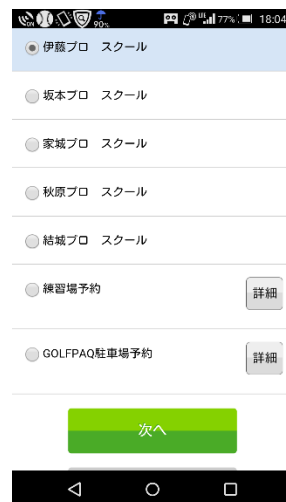 90% 77% 18:04
伊藤プロ　スクール
坂本プロ　スクール
家城プロ　スクール
秋原プロ　スクール
結城プロ　スクール
練習場予約 詳細
GOLFPAQ駐車場予約 詳細
次へ